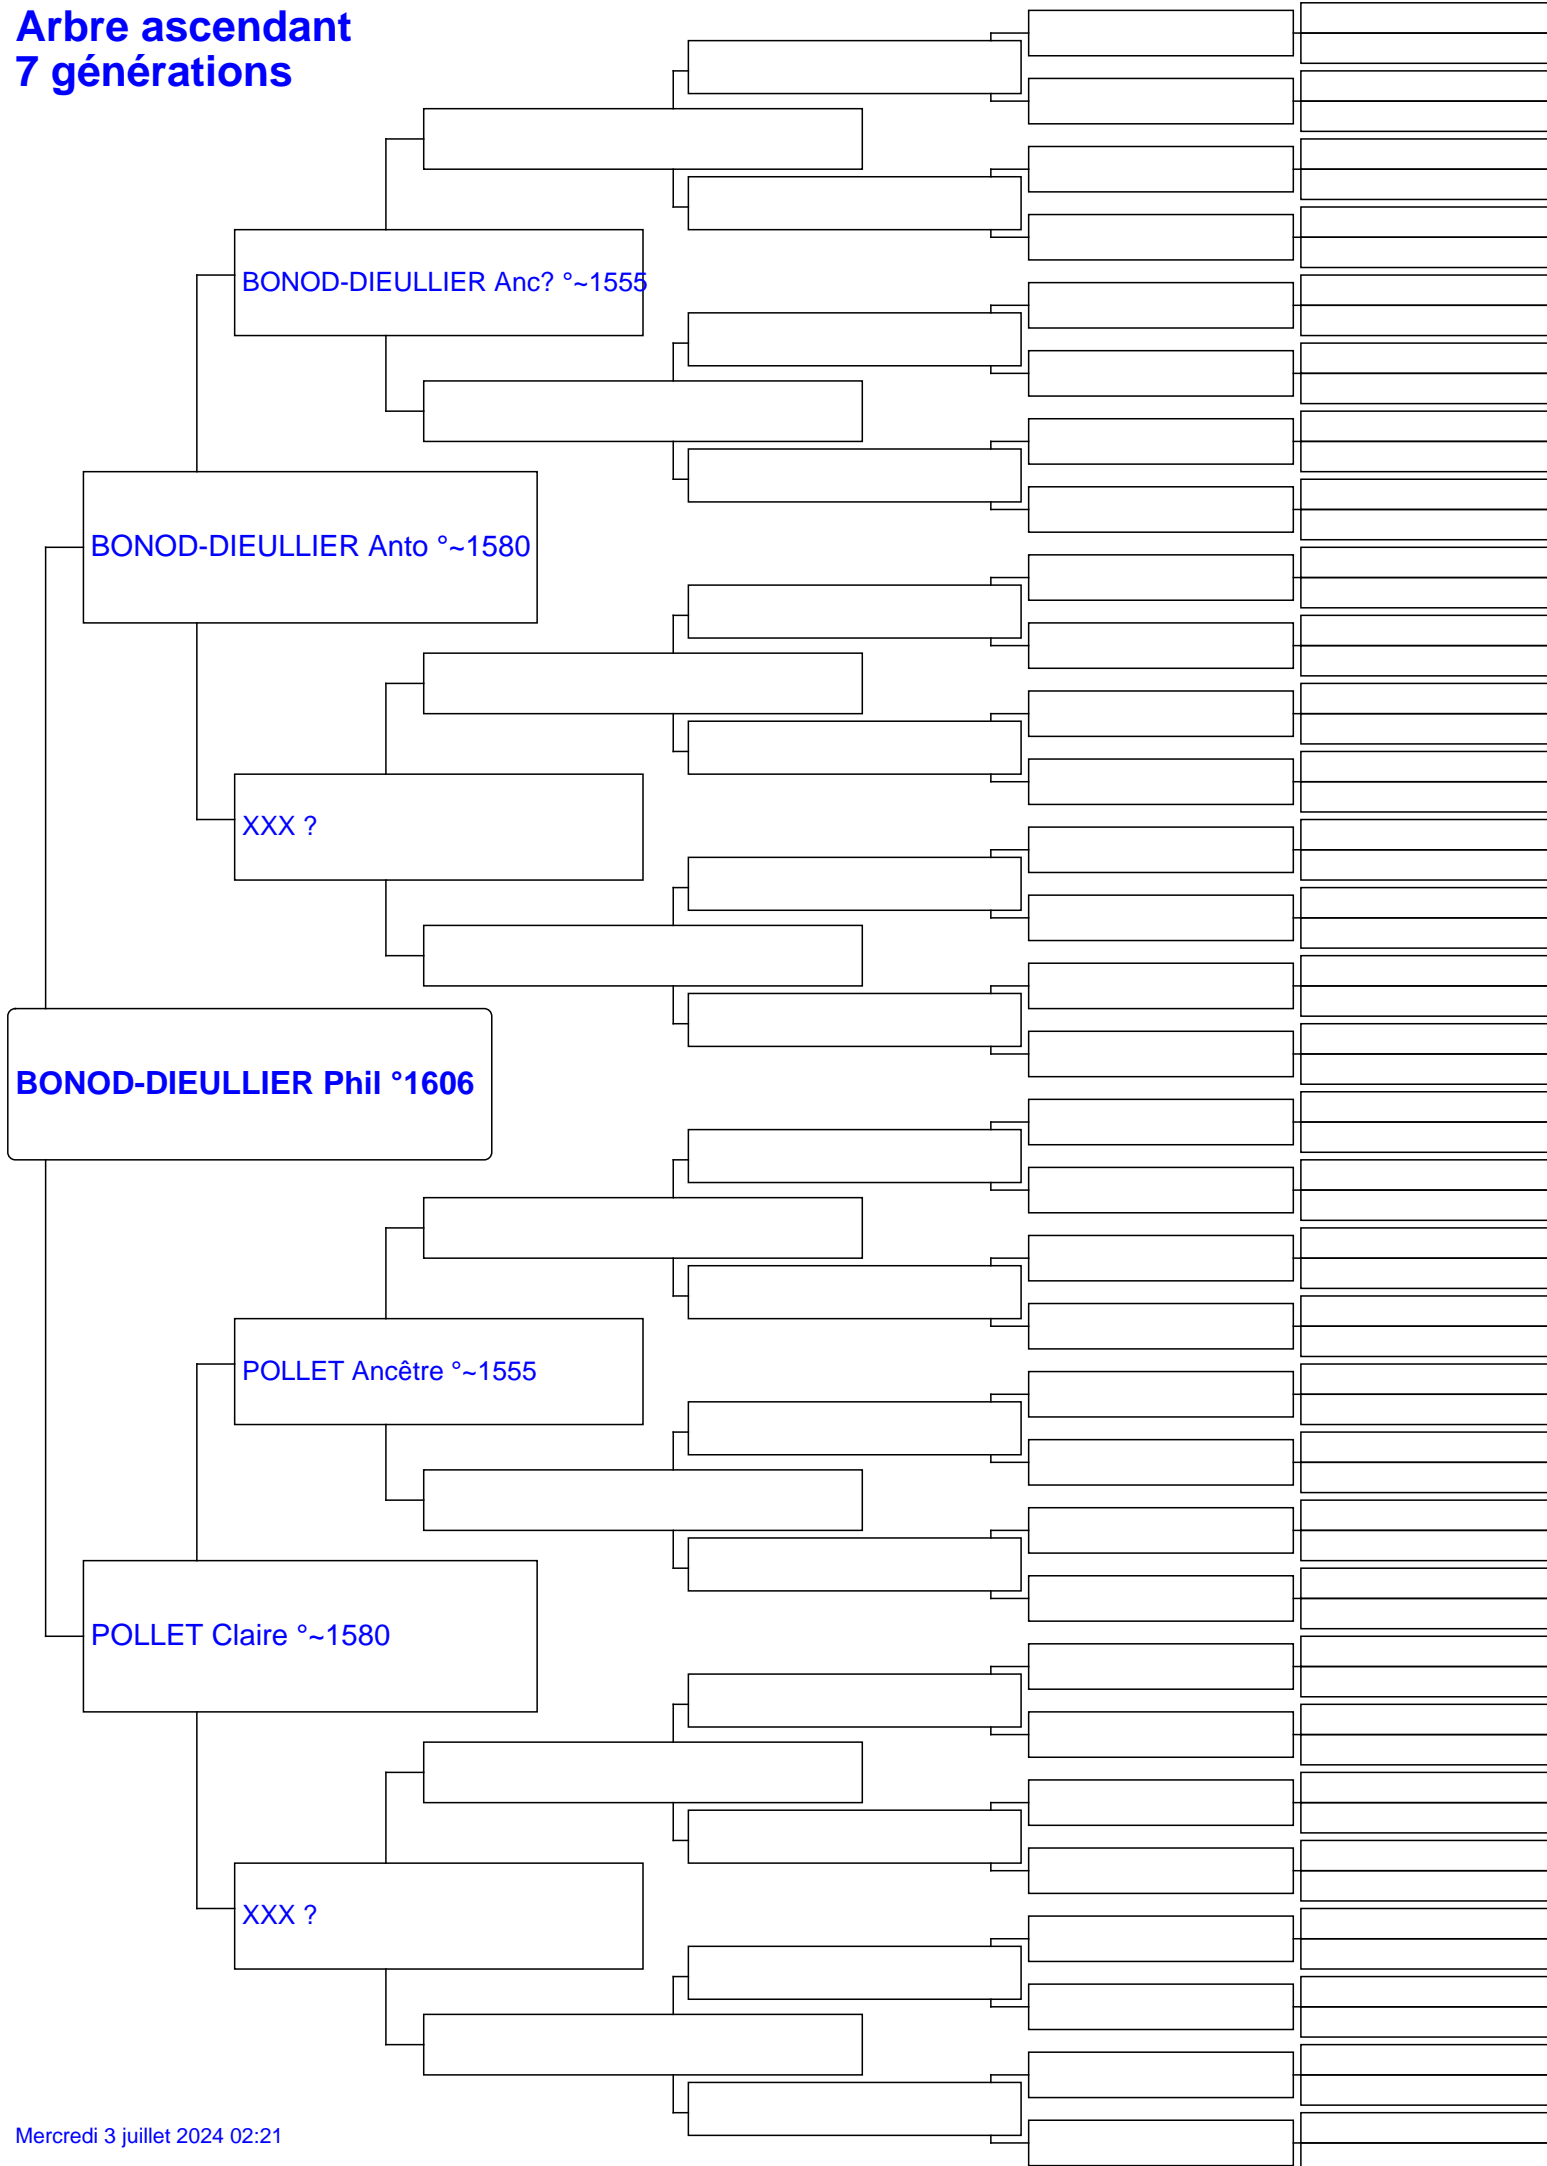 Arbre ascendant
7 générations
BONOD-DIEULLIER Anc? °~1555
BONOD-DIEULLIER Anto °~1580
XXX ?
BONOD-DIEULLIER Phil °1606
POLLET Ancêtre °~1555
POLLET Claire °~1580
XXX ?
Mercredi 3 juillet 2024 02:21